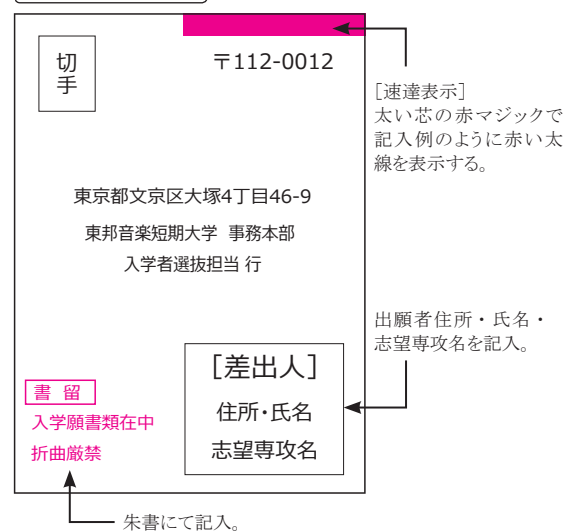 切手
〒112-0012
[速達表示]
太い芯の赤マジックで
記入例のように赤い太
線を表示する。
東京都文京区大塚4丁目46-9
東邦音楽短期大学 事務本部
入学者選抜担当 行
出願者住所・氏名・
志望専攻名を記入。
[差出人]
住所・氏名
志望専攻名
書 留
入学願書類在中
折曲厳禁
朱書にて記入。